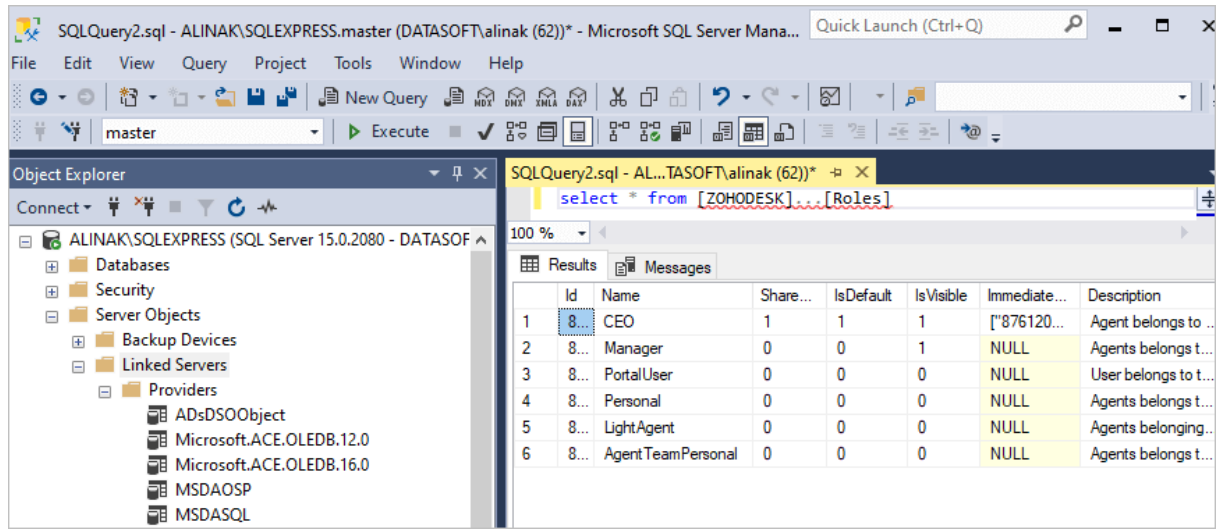 SQLQuery2.sql - ALINAK\SQLEXPRESS.master (DATASOFT\alinak (62))* - Microsoft SQL Server Mana... Quick Launch (Ctrl+Q)
File Edit View Query Project Tools Window Help
New Query MDX DMX XMLA DAX
master Execute
Object Explorer
Connect
ALINAK\SQLEXPRESS (SQL Server 15.0.2080 - DATASOF
Databases
Security
Server Objects
Backup Devices
Linked Servers
Providers
ADsDSOObject
Microsoft.ACE.OLEDB.12.0
Microsoft.ACE.OLEDB.16.0
MSDAOSP
MSDASQL
SQLQuery2.sql - AL...TASOFT\alinak (62))*
select * from [ZOHODESK]...[Roles]
100 %
Results Messages
Id Name Share... IsDefault IsVisible Immediate... Description
1 8... CEO 1 1 1 ["876120... Agent belongs to ...
2 8... Manager 0 0 1 NULL Agents belongs t...
3 8... PortalUser 0 0 0 NULL User belongs to t...
4 8... Personal 0 0 0 NULL Agents belongs t...
5 8... LightAgent 0 0 0 NULL Agents belonging...
6 8... AgentTeamPersonal 0 0 0 NULL Agents belongs t...